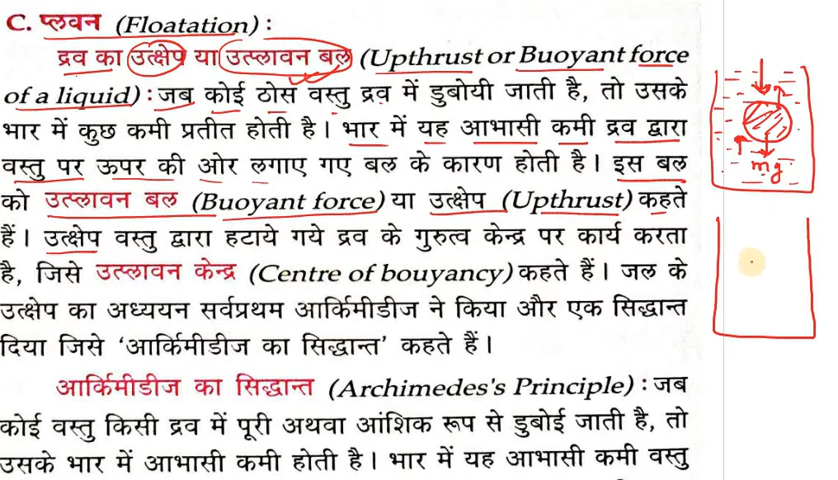 C. प्लवन (Floatation) :
द्रव का उत्क्षेप या उत्प्लावन बल (Upthrust or Buoyant force
of a liquid) : जब कोई ठोस वस्तु द्रव में डुबोयी जाती है, तो उसके
भार में कुछ कमी प्रतीत होती है। भार में यह आभासी कमी द्रव द्वारा
वस्तु पर ऊपर की ओर लगाए गए बल के कारण होती है। इस बल
को उत्प्लावन बल (Buoyant force) या उत्क्षेप (Upthrust) कहते
हैं। उत्क्षेप वस्तु द्वारा हटाये गये द्रव के गुरुत्व केन्द्र पर कार्य करता
है, जिसे उत्प्लावन केन्द्र (Centre of bouyancy) कहते हैं। जल के
उत्क्षेप का अध्ययन सर्वप्रथम आर्किमीडीज ने किया और एक सिद्धान्त
दिया जिसे ‘आर्किमीडीज का सिद्धान्त’ कहते हैं।
आर्किमीडीज का सिद्धान्त (Archimedes's Principle) : जब
कोई वस्तु किसी द्रव में पूरी अथवा आंशिक रूप से डुबोई जाती है, तो
उसके भार में आभासी कमी होती है। भार में यह आभासी कमी वस्तु
mg